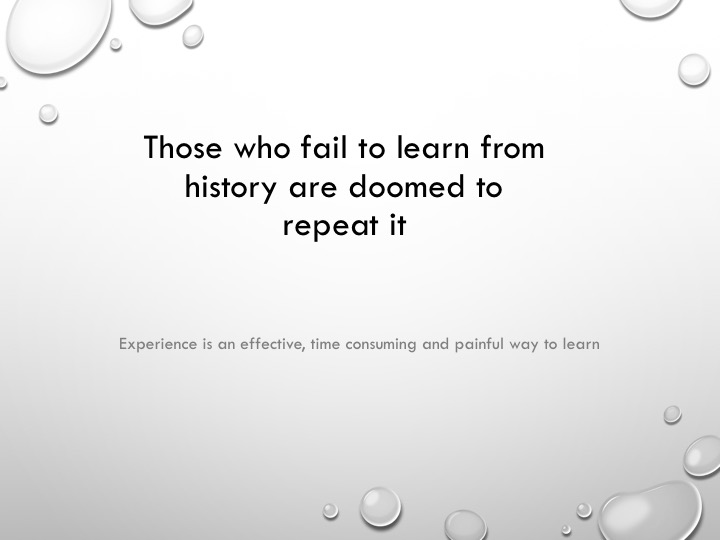 Those who fail to learn from
history are doomed to
repeat it
Experience is an effective, time consuming and painful way to learn